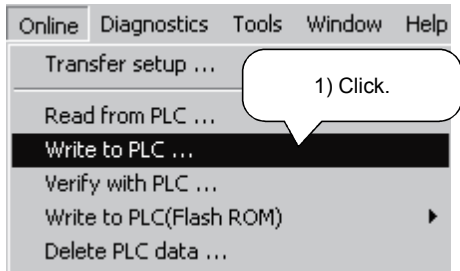 Online Diagnostics Tools Window Help
Transfer setup ...
1) Click.
Read from PLC ...
Write to PLC ...
Verify with PLC ...
Write to PLC(Flash ROM)
Delete PLC data ...